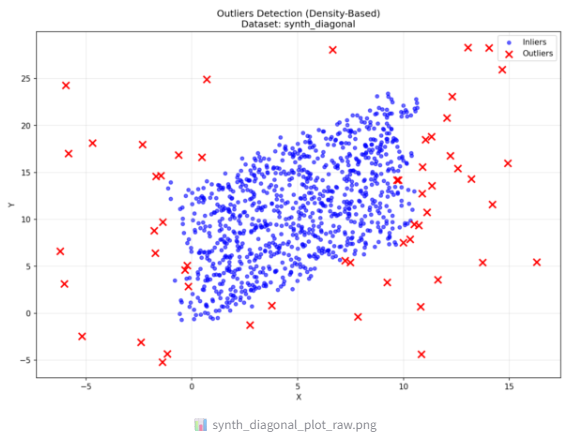 Outliers Detection (Density-Based)
Dataset: synth_diagonal
Inliers
Outliers
25
20
15
10
5
0
−5
Y
−5
0
5
10
15
X
synth_diagonal_plot_raw.png